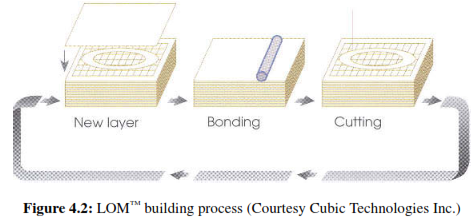 New layer
Bonding
Cutting
Figure 4.2: LOM™ building process (Courtesy Cubic Technologies Inc.)